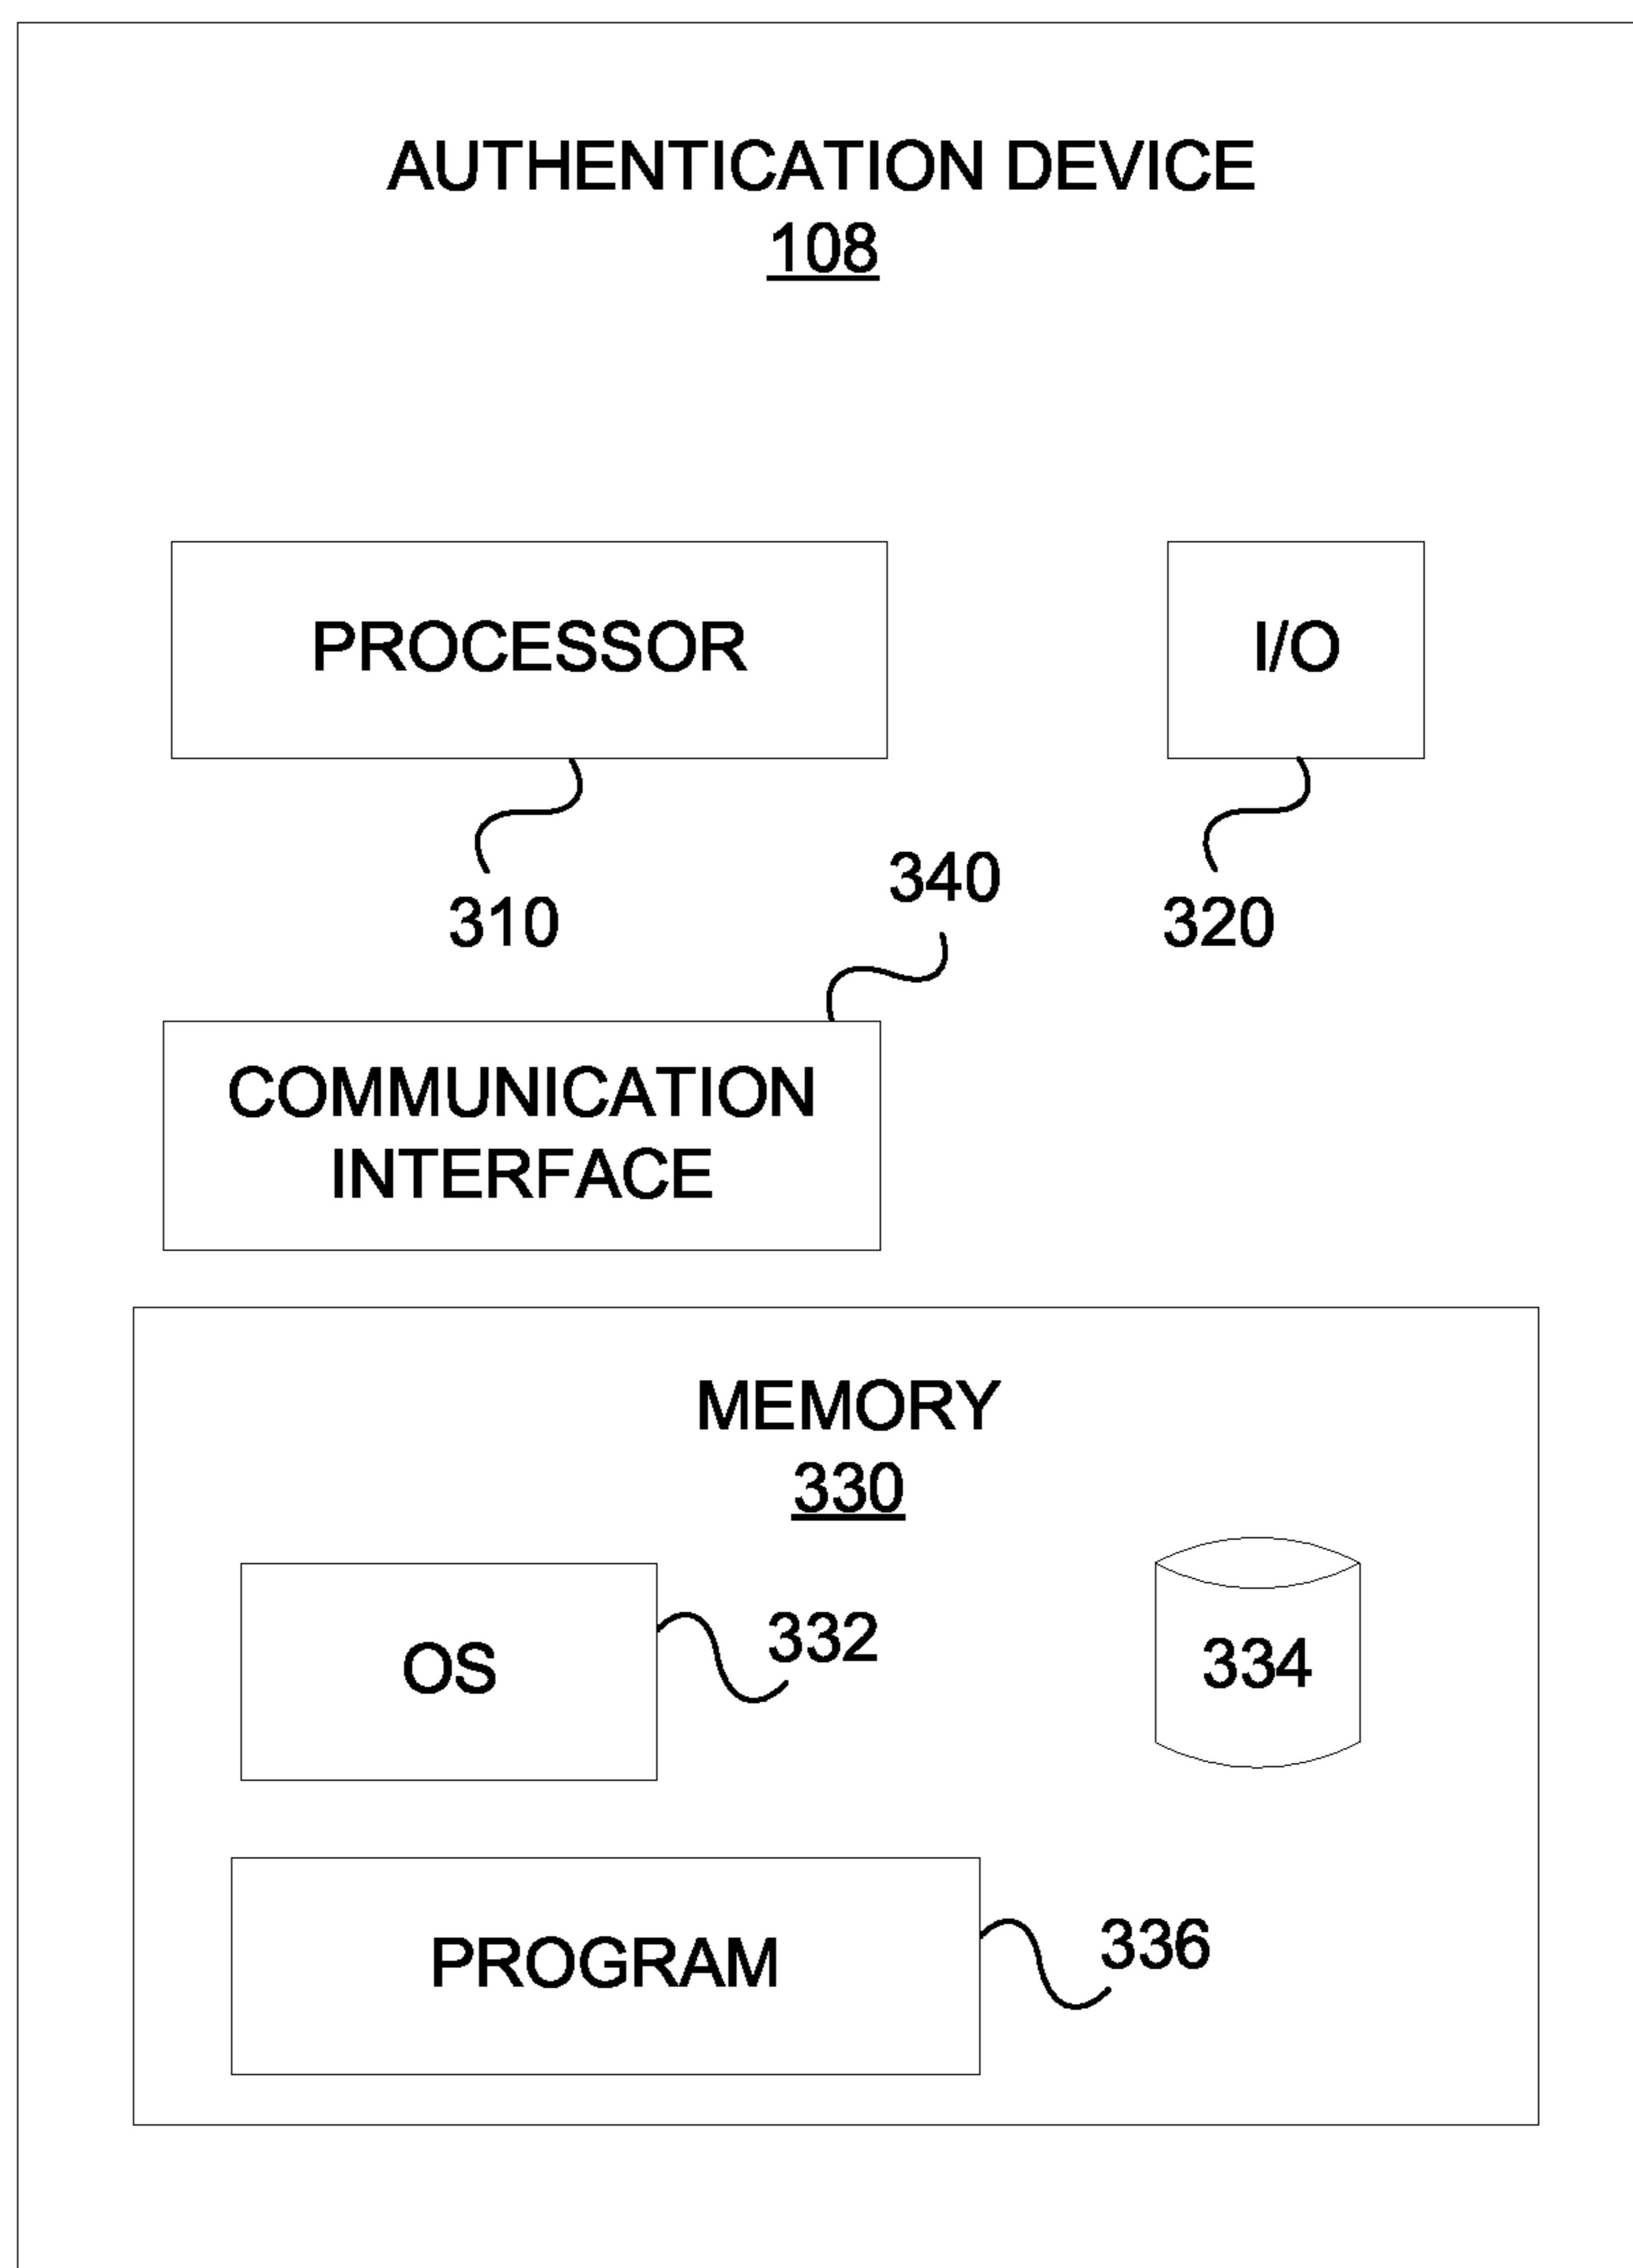 AUTHENTICATION DEVICE
108
PROCESSOR
I/O
310
340
320
COMMUNICATION
INTERFACE
MEMORY
330
OS
332
334
PROGRAM
336